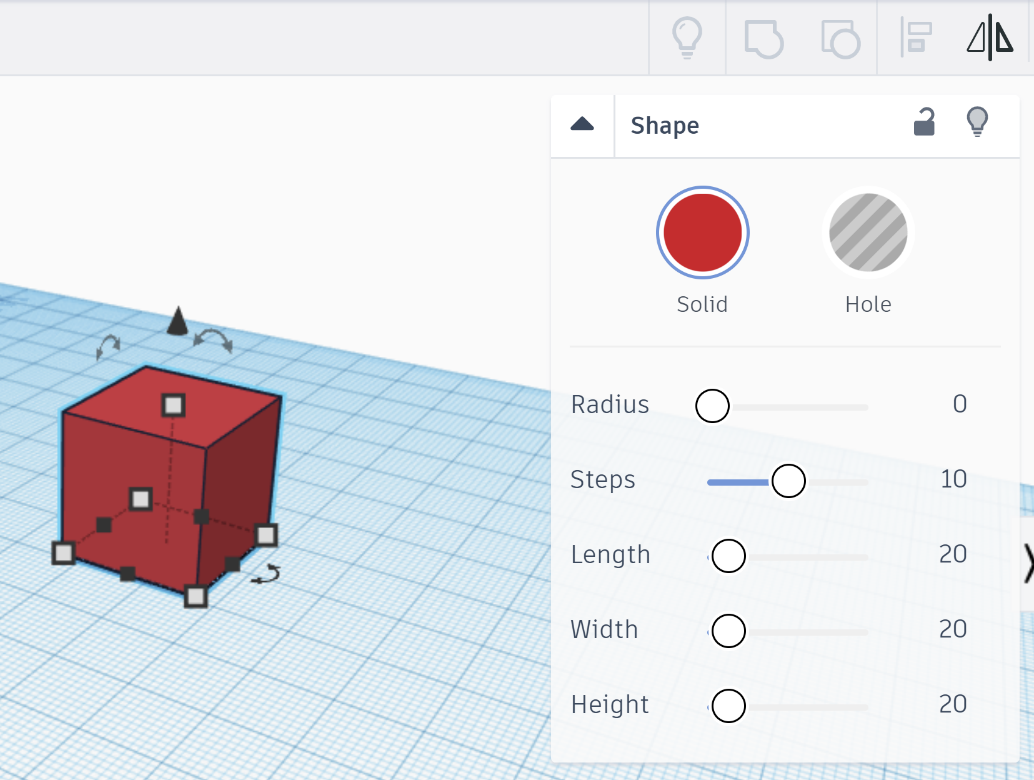 Shape
Solid Hole
Radius 0
Steps 10
Length 20
Width 20
Height 20